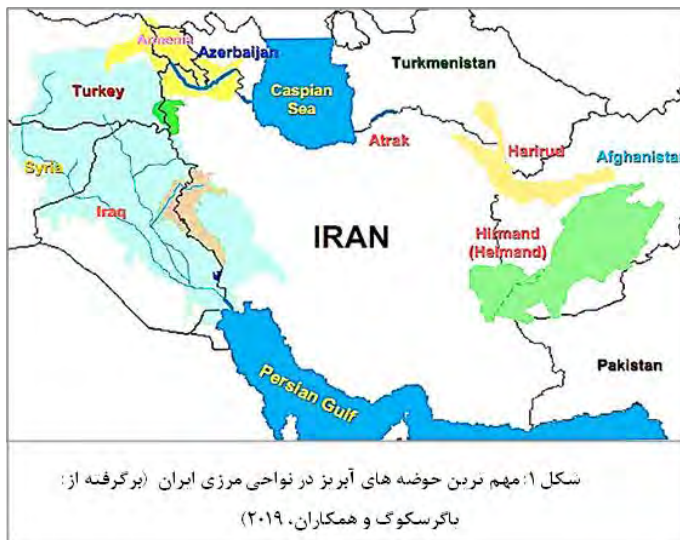 Armenia
Azerbaijan
Turkmenistan
Turkey
Caspian
Sea
Atrak
Harirud
Afghanistan
Syria
Iraq
IRAN
Hirmand
(Helmand)
Pakistan
Persian Gulf
شکل ۱: مهم ترین حوضه های آبریز در نواحی مرزی ایران (برگرفته از:
باگرسکوگ و همکاران، ۲۰۱۹)